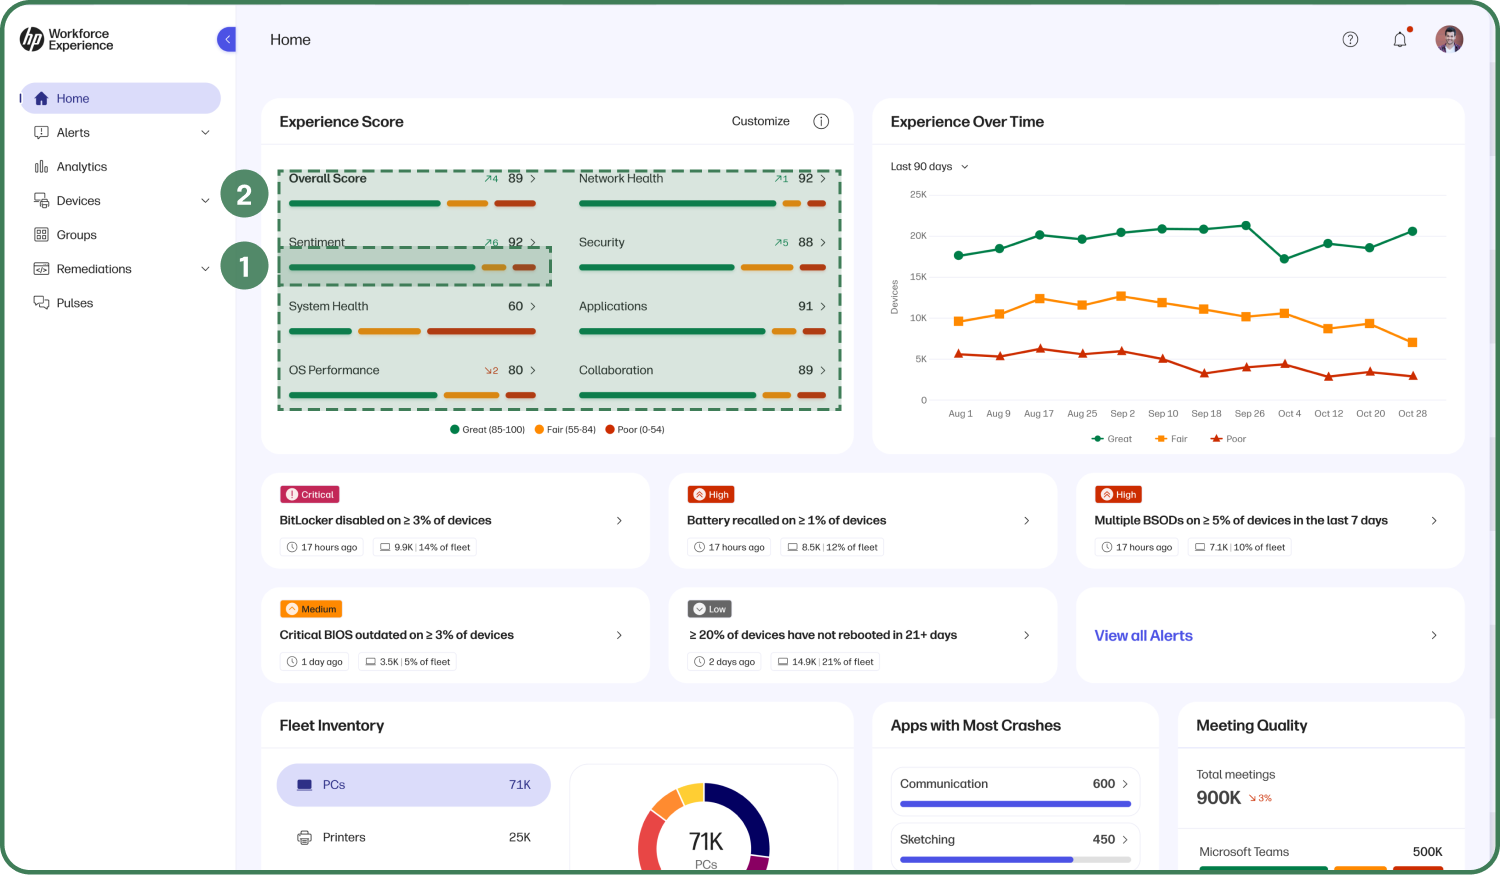 hp Workforce
Experience
Home
Home
Alerts
Analytics
Devices
Groups
Remediations
Pulses
2
1
Experience Score
Customize
Overall Score 4 89
Network Health 1 92
Sentiment 6 92
Security 5 88
System Health 60
Applications 91
OS Performance 2 80
Collaboration 89
Great (85-100) Fair (55-84) Poor (0-54)
Experience Over Time
Last 90 days
25K
20K
15K
10K
5K
0
Devices
Aug 1 Aug 9 Aug 17 Aug 25 Sep 2 Sep 10 Sep 18 Sep 26 Oct 4 Oct 12 Oct 20 Oct 28
Great Fair Poor
Critical
BitLocker disabled on ≥ 3% of devices
17 hours ago 9.9K | 14% of fleet
High
Battery recalled on ≥ 1% of devices
17 hours ago 8.5K | 12% of fleet
High
Multiple BSODs on ≥ 5% of devices in the last 7 days
17 hours ago 7.1K | 10% of fleet
Medium
Critical BIOS outdated on ≥ 3% of devices
1 day ago 3.5K | 5% of fleet
Low
≥ 20% of devices have not rebooted in 21+ days
2 days ago 14.9K | 21% of fleet
View all Alerts
Fleet Inventory
PCs 71K
Printers 25K
71K
PCs
Apps with Most Crashes
Communication 600
Sketching 450
Meeting Quality
Total meetings
900K 3%
Microsoft Teams 500K